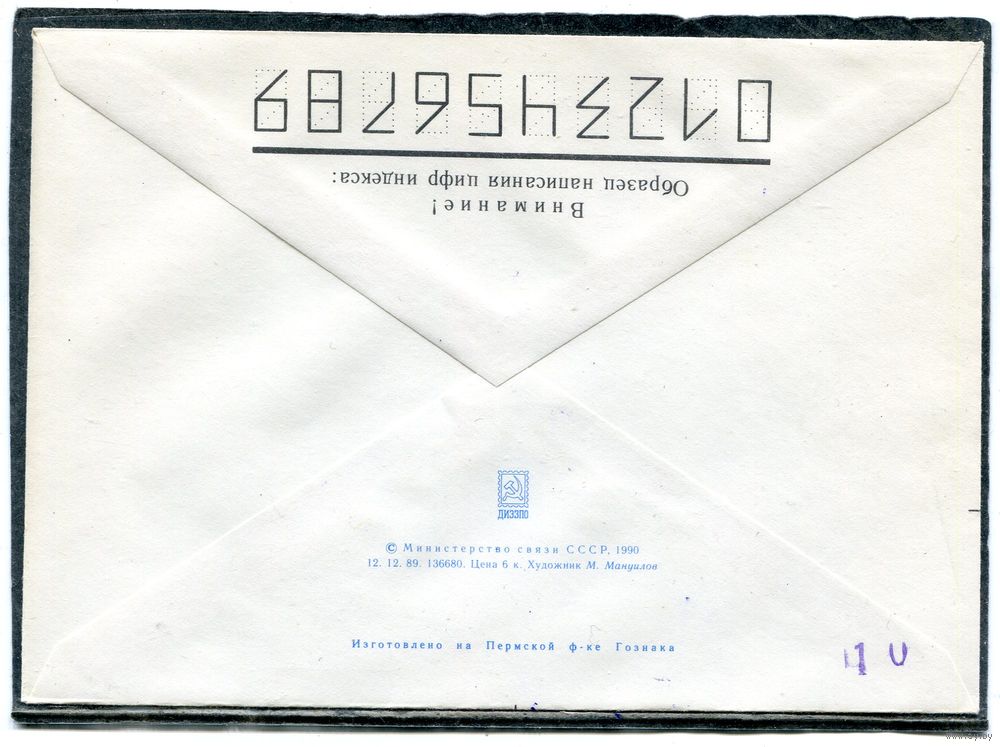 Внимание!
Образец написания цифр индекса:
0123456789
ДИЭЗПО
© Министерство связи СССР, 1990
12. 12. 89. 136680. Цена 6 к. Художник М. Мануилов
Изготовлено на Пермской ф-ке Гознака